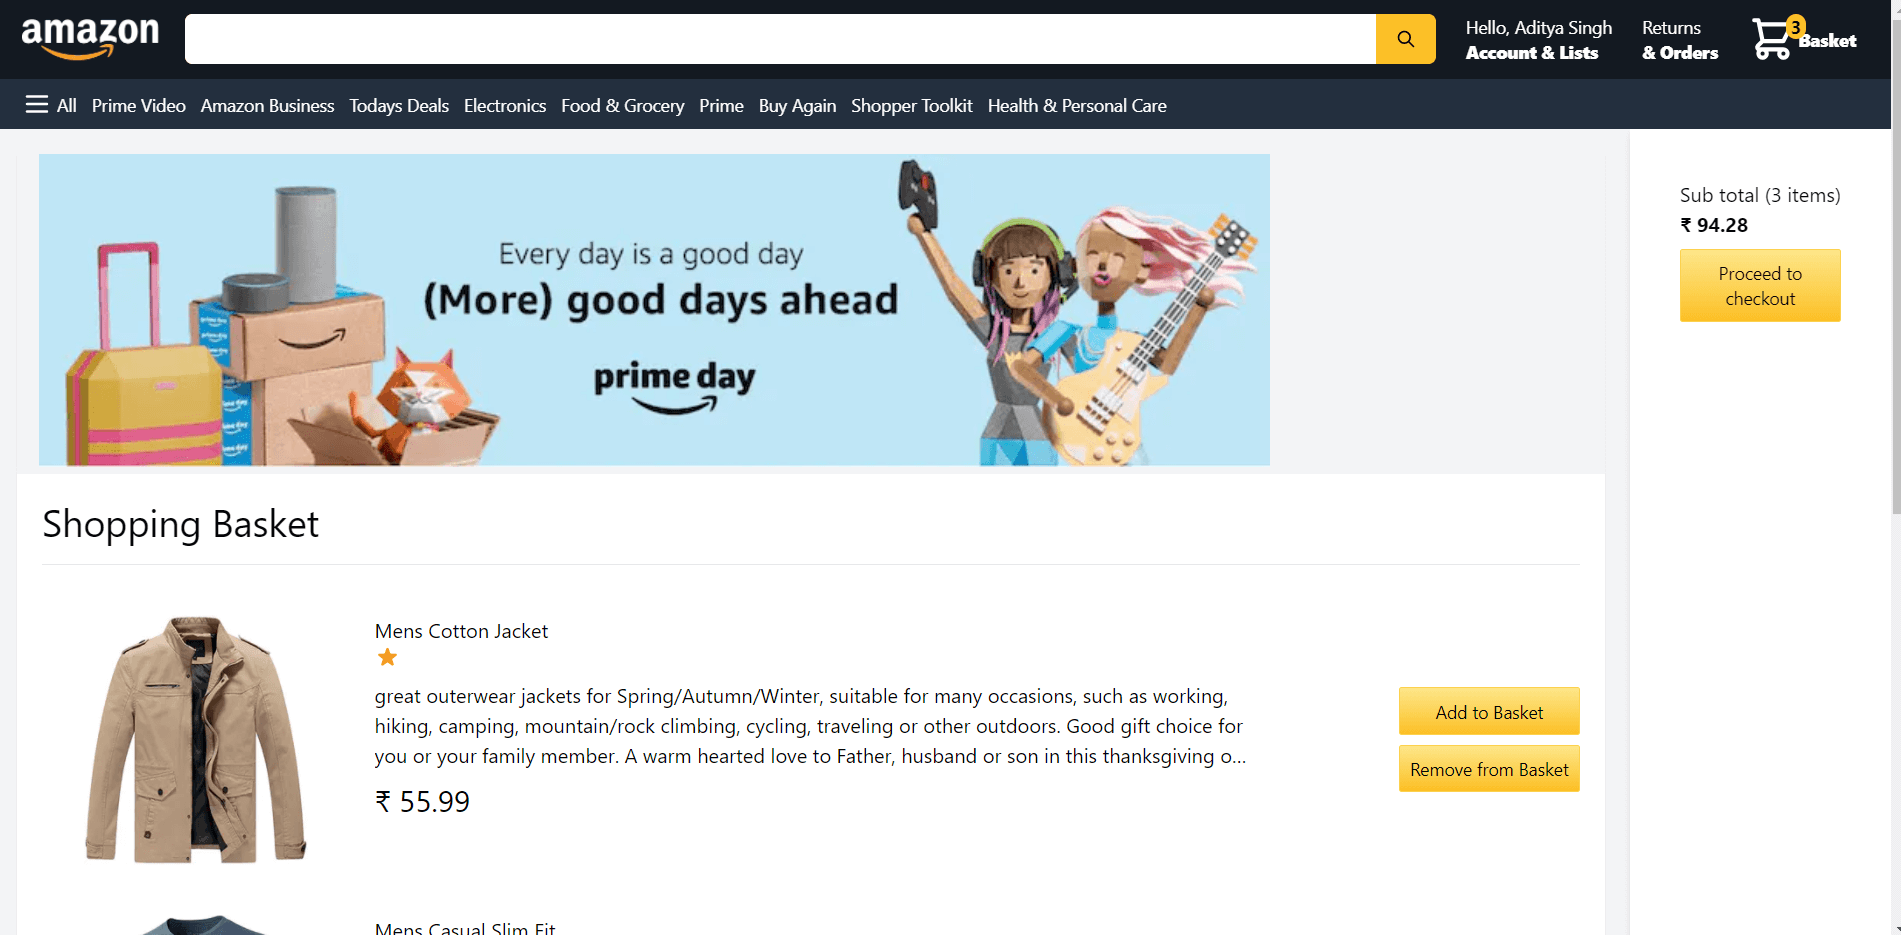 amazon
Hello, Aditya Singh
Account & Lists
Returns
& Orders
3
Basket
All Prime Video Amazon Business Todays Deals Electronics Food & Grocery Prime Buy Again Shopper Toolkit Health & Personal Care
Every day is a good day
(More) good days ahead
prime day
Sub total (3 items)
₹ 94.28
Proceed to
checkout
Shopping Basket
Mens Cotton Jacket
great outerwear jackets for Spring/Autumn/Winter, suitable for many occasions, such as working,
hiking, camping, mountain/rock climbing, cycling, traveling or other outdoors. Good gift choice for
you or your family member. A warm hearted love to Father, husband or son in this thanksgiving o...
₹ 55.99
Add to Basket
Remove from Basket
Mens Casual Slim Fit